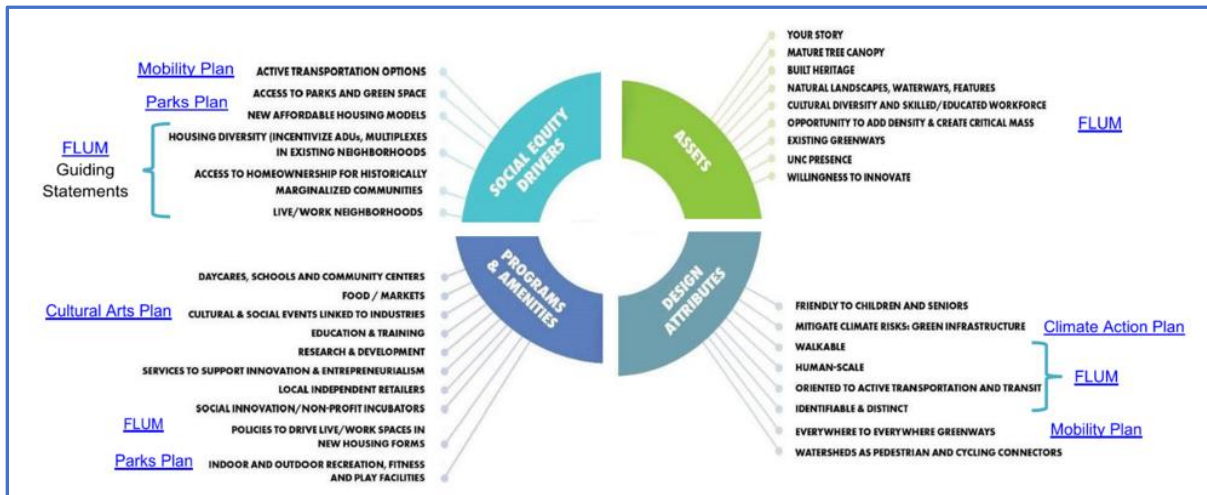 Mobility Plan
ACTIVE TRANSPORTATION OPTIONS
Parks Plan
ACCESS TO PARKS AND GREEN SPACE
NEW AFFORDABLE HOUSING MODELS
FLUM
Guiding
Statements
HOUSING DIVERSITY (INCENTIVIZE ADUs, MULTIPLEXES
IN EXISTING NEIGHBORHOODS
ACCESS TO HOMEOWNERSHIP FOR HISTORICALLY
MARGINALIZED COMMUNITIES
LIVE/WORK NEIGHBORHOODS
SOCIAL EQUITY
DRIVERS
ASSETS
YOUR STORY
MATURE TREE CANOPY
BUILT HERITAGE
NATURAL LANDSCAPES, WATERWAYS, FEATURES
CULTURAL DIVERSITY AND SKILLED/EDUCATED WORKFORCE
OPPORTUNITY TO ADD DENSITY & CREATE CRITICAL MASS
FLUM
EXISTING GREENWAYS
UNC PRESENCE
WILLINGNESS TO INNOVATE
PROGRAMS
& AMENITIES
DAYCARES, SCHOOLS AND COMMUNITY CENTERS
FOOD / MARKETS
Cultural Arts Plan
CULTURAL & SOCIAL EVENTS LINKED TO INDUSTRIES
EDUCATION & TRAINING
RESEARCH & DEVELOPMENT
SERVICES TO SUPPORT INNOVATION & ENTREPRENEURIALISM
LOCAL INDEPENDENT RETAILERS
SOCIAL INNOVATION/NON-PROFIT INCUBATORS
FLUM
POLICIES TO DRIVE LIVE/WORK SPACES IN
NEW HOUSING FORMS
Parks Plan
INDOOR AND OUTDOOR RECREATION, FITNESS
AND PLAY FACILITIES
DESIGN
ATTRIBUTES
FRIENDLY TO CHILDREN AND SENIORS
MITIGATE CLIMATE RISKS: GREEN INFRASTRUCTURE
Climate Action Plan
WALKABLE
HUMAN-SCALE
ORIENTED TO ACTIVE TRANSPORTATION AND TRANSIT
IDENTIFIABLE & DISTINCT
FLUM
EVERYWHERE TO EVERYWHERE GREENWAYS
Mobility Plan
WATERSHEDS AS PEDESTRIAN AND CYCLING CONNECTORS